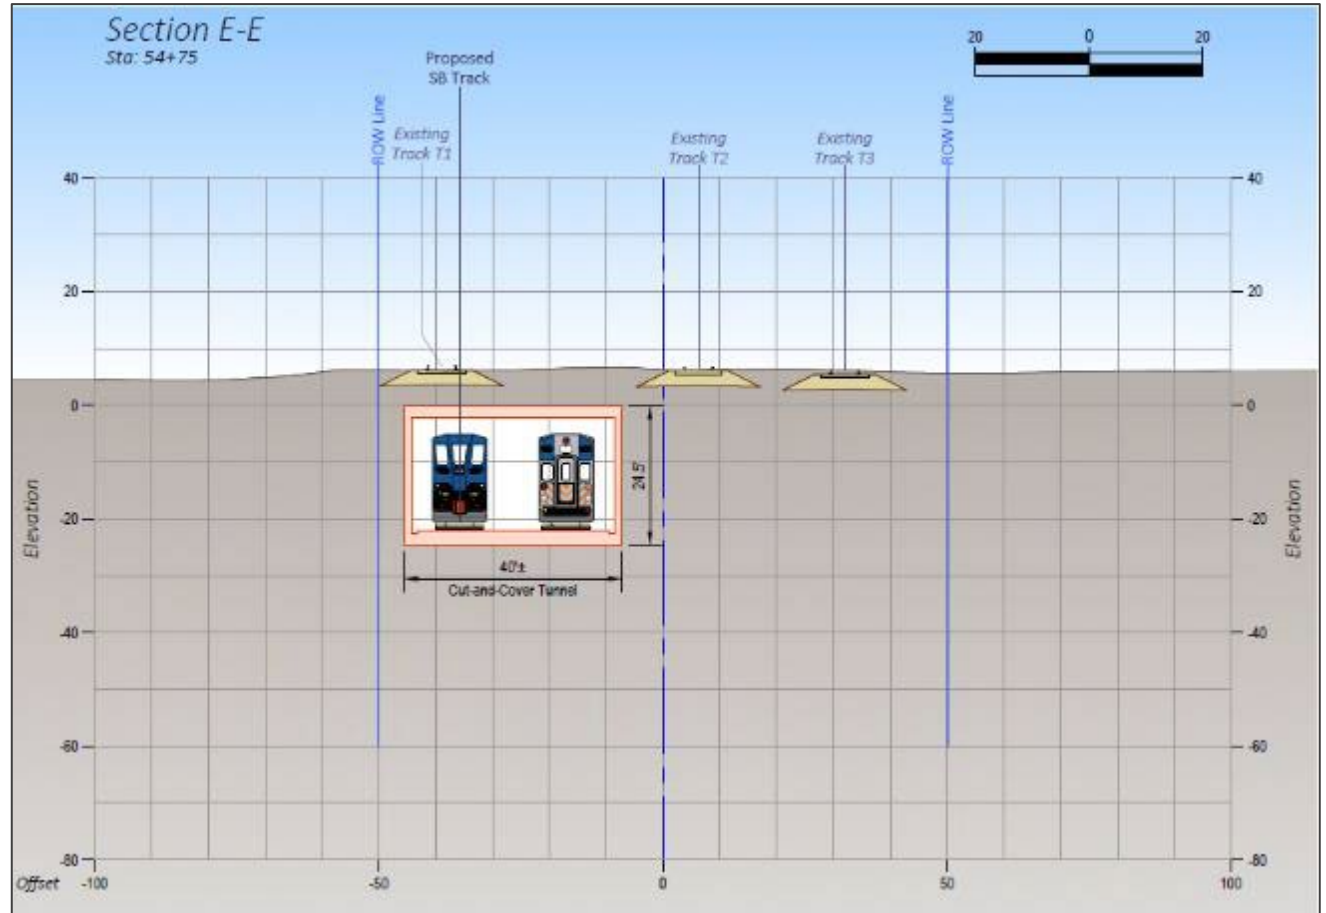 Section E-E
Sta: 54+75
Proposed
SB Track
20 0 20
ROW Line
Existing
Track T1
Existing
Track T2
Existing
Track T3
ROW Line
40
40
20
20
0
0
24.5'
-20
-20
Elevation
Elevation
40'±
Cut-and-Cover Tunnel
-40
-40
-60
-60
-80
-80
Offset -100 -50 0 50 100